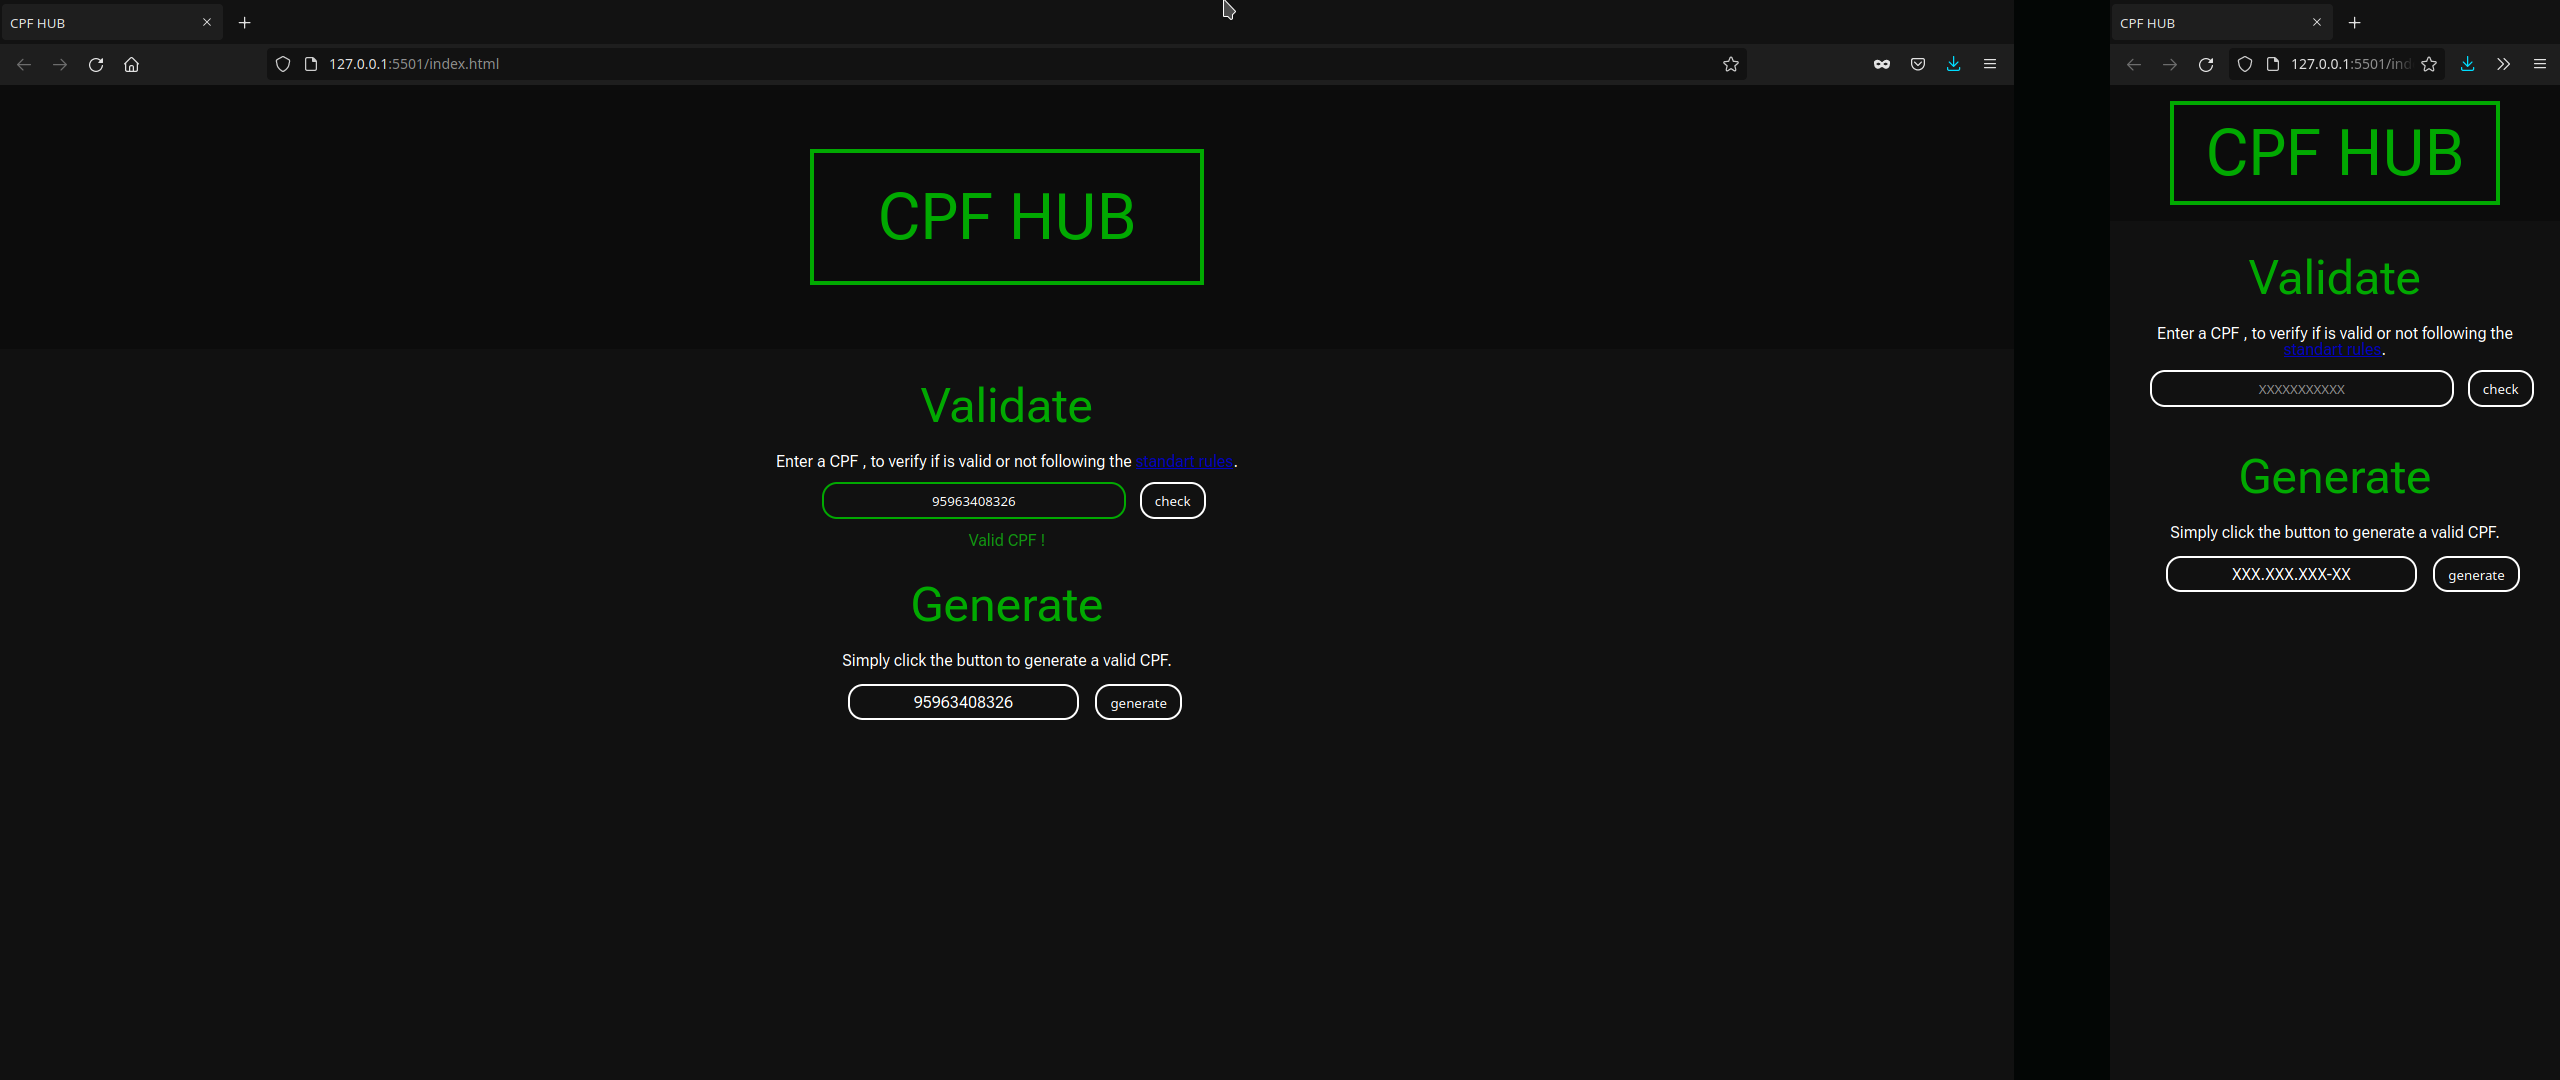 CPF HUB
127.0.0.1:5501/index.html
CPF HUB
Validate
Enter a CPF , to verify if is valid or not following the standart rules.
95963408326
check
Valid CPF !
Generate
Simply click the button to generate a valid CPF.
95963408326
generate
CPF HUB
127.0.0.1:5501/ind
CPF HUB
Validate
Enter a CPF , to verify if is valid or not following the
standart rules.
XXXXXXXXXXX
check
Generate
Simply click the button to generate a valid CPF.
XXX.XXX.XXX-XX
generate